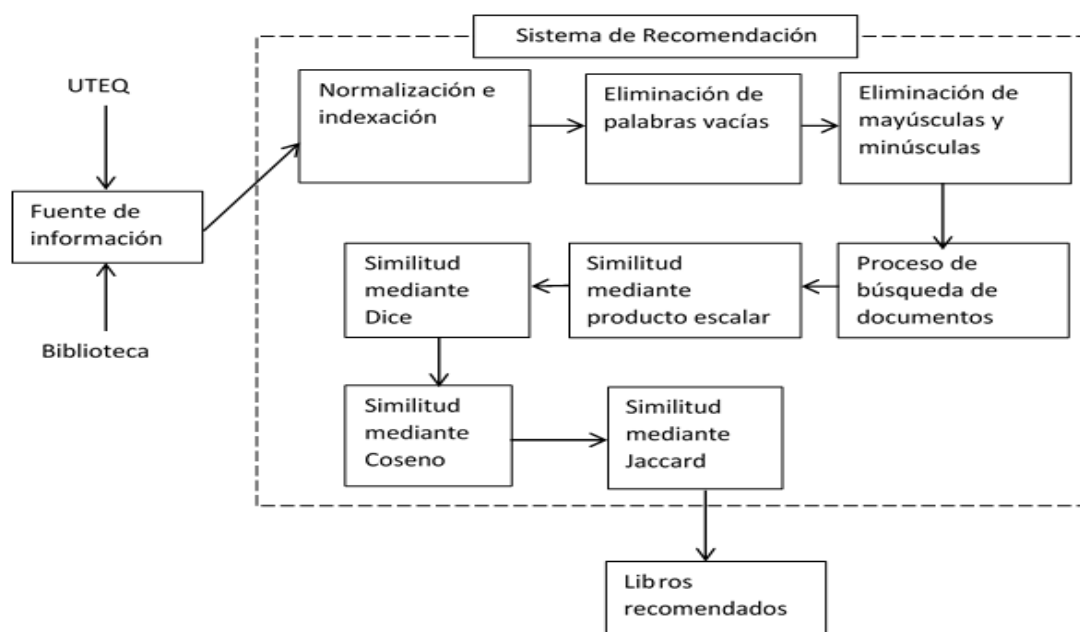 Sistema de Recomendación
UTEQ
Fuente de
información
Biblioteca
Normalización e
indexación
Eliminación de
palabras vacías
Eliminación de
mayúsculas y
minúsculas
Proceso de
búsqueda de
documentos
Similitud
mediante
producto escalar
Similitud
mediante
Dice
Similitud
mediante
Coseno
Similitud
mediante
Jaccard
Libros
recomendados